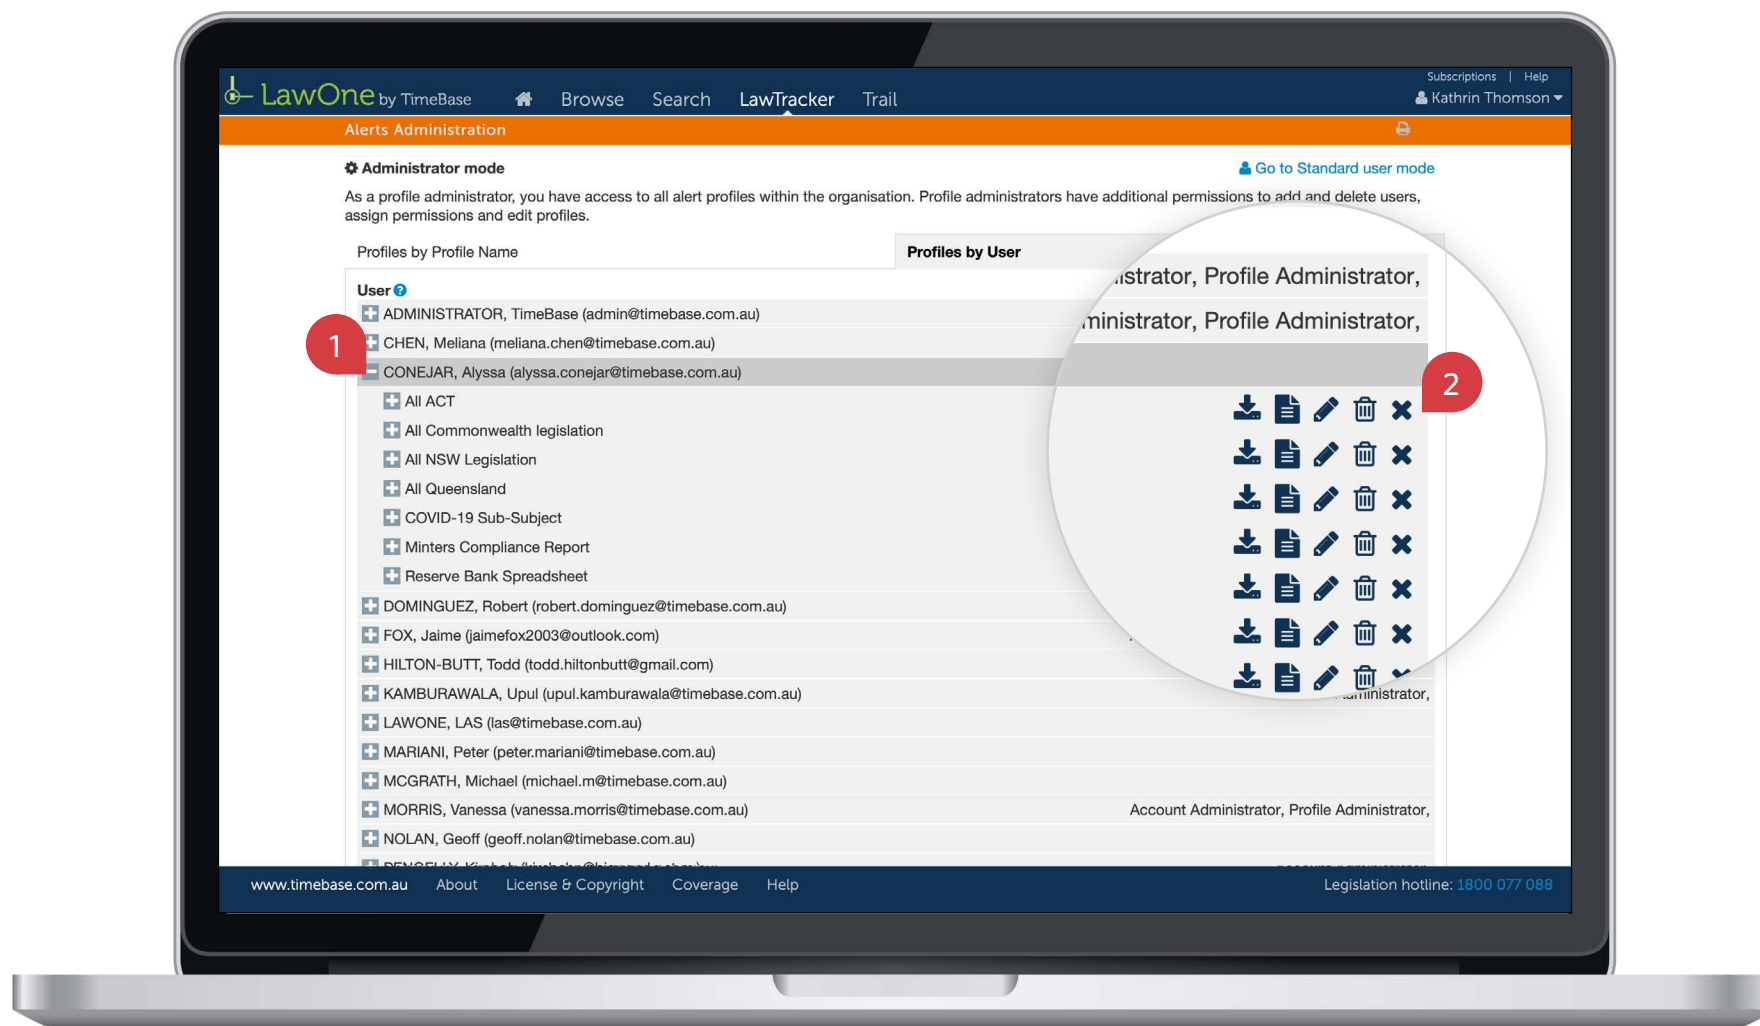 Subscriptions | Help
LawOne by TimeBase Browse Search LawTracker Trail Kathrin Thomson
Alerts Administration
Administrator mode Go to Standard user mode
As a profile administrator, you have access to all alert profiles within the organisation. Profile administrators have additional permissions to add and delete users,
assign permissions and edit profiles.
Profiles by Profile Name Profiles by User
User
istrator, Profile Administrator,
ADMINISTRATOR, TimeBase (admin@timebase.com.au)
ministrator, Profile Administrator,
1
CHEN, Meliana (meliana.chen@timebase.com.au)
CONEJAR, Alyssa (alyssa.conejar@timebase.com.au)
2
All ACT
All Commonwealth legislation
All NSW Legislation
All Queensland
COVID-19 Sub-Subject
Minters Compliance Report
Reserve Bank Spreadsheet
DOMINGUEZ, Robert (robert.dominguez@timebase.com.au)
FOX, Jaime (jaimefox2003@outlook.com)
HILTON-BUTT, Todd (todd.hiltonbutt@gmail.com)
KAMBURAWALA, Upul (upul.kamburawala@timebase.com.au) Administrator,
LAWONE, LAS (las@timebase.com.au)
MARIANI, Peter (peter.mariani@timebase.com.au)
MCGRATH, Michael (michael.m@timebase.com.au)
MORRIS, Vanessa (vanessa.morris@timebase.com.au) Account Administrator, Profile Administrator,
NOLAN, Geoff (geoff.nolan@timebase.com.au)
www.timebase.com.au About License & Copyright Coverage Help Legislation hotline: 1800 077 088